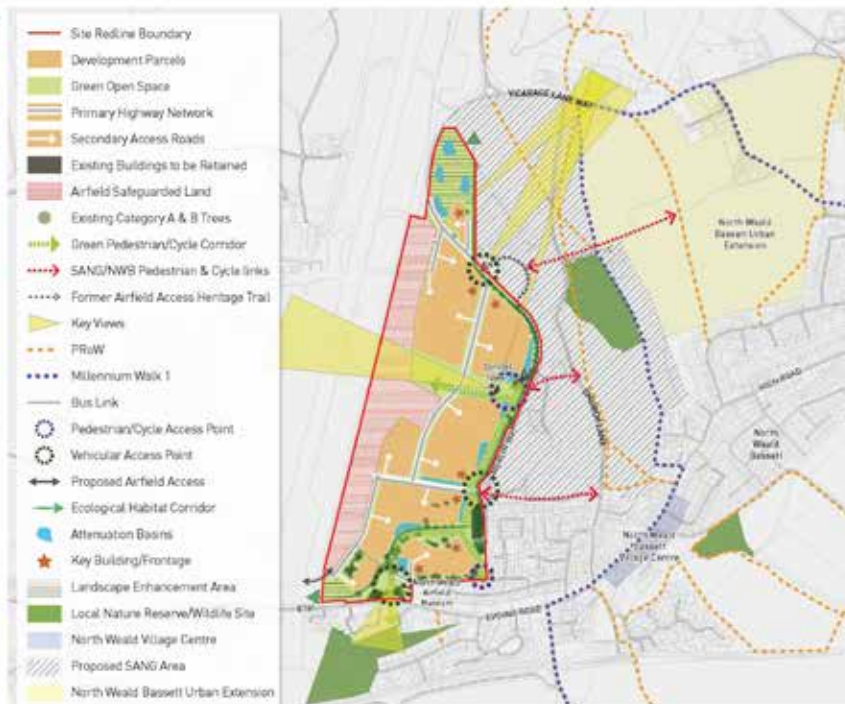 Site Redline Boundary
Development Parcels
Green Open Space
Primary Highway Network
Secondary Access Roads
Existing Buildings to be Retained
Airfield Safeguarded Land
Existing Category A & B Trees
Green Pedestrian/Cycle Corridor
SANG/NWB Pedestrian & Cycle links
Former Airfield Access Heritage Trail
Key Views
PRoW
Millennium Walk 1
Bus Link
Pedestrian/Cycle Access Point
Vehicular Access Point
Proposed Airfield Access
Ecological Habitat Corridor
Attenuation Basins
Key Building/Frontage
Landscape Enhancement Area
Local Nature Reserve/Wildlife Site
North Weald Village Centre
Proposed SANG Area
North Weald Bassett Urban Extension
VICARAGE LANE WEST
North Weald
Bassett Urban
Extension
HIGH ROAD
North
Weald
Bassett
North Weald
Bassett
Village Centre
Airfield
Museum
EPPING ROAD